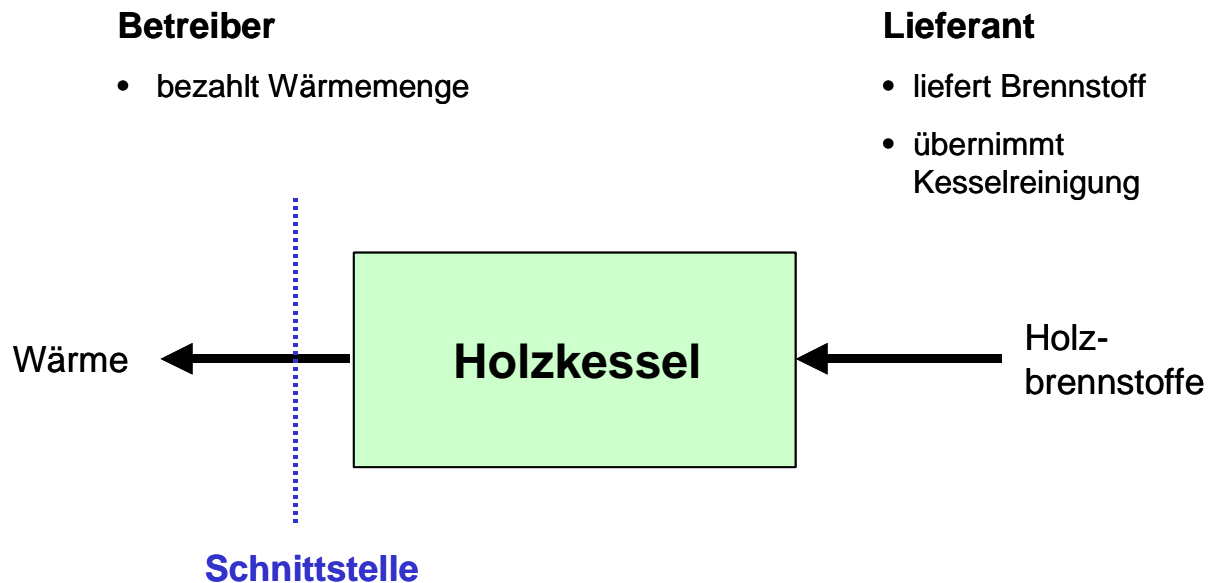 Betreiber
• bezahlt Wärmemenge
Lieferant
• liefert Brennstoff
• übernimmt
Kesselreinigung
Wärme
Holzkessel
Holz-
brennstoffe
Schnittstelle